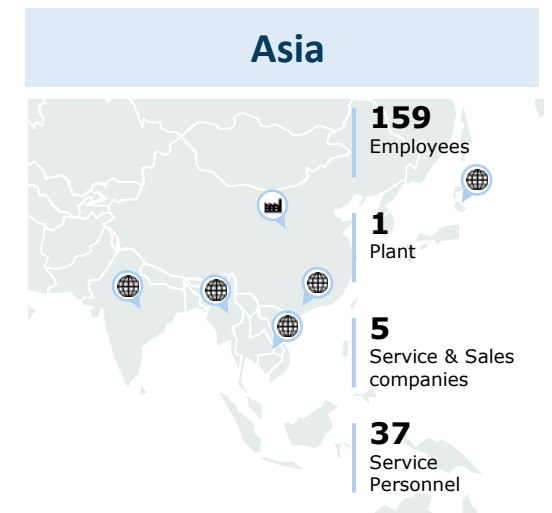 Asia
159
Employees
1
Plant
5
Service & Sales
companies
37
Service
Personnel